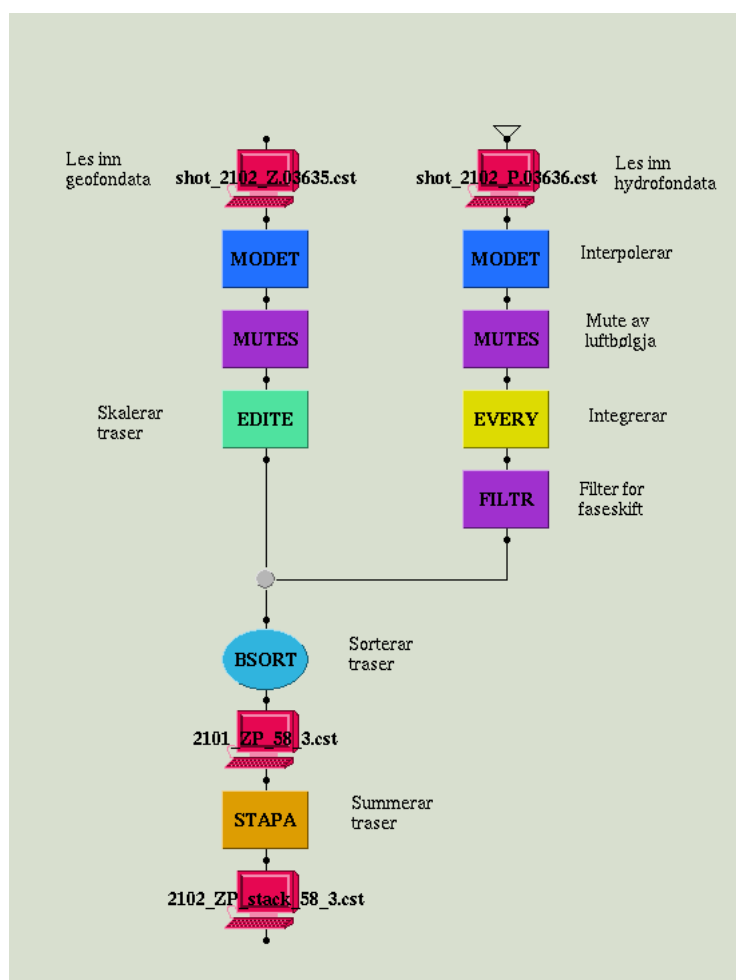 Les inn
geofondata
shot_2102_Z.03635.cst
shot_2102_P.03636.cst
Les inn
hydrofondata
MODET
MODET
Interpolerar
MUTES
MUTES
Mute av
luftbølgja
Skalerar
traser
EDITE
EVERY
Integrerar
FILTR
Filter for
faseskift
BSORT
Sorterar
traser
2101_ZP_58_3.cst
STAPA
Summerar
traser
2102_ZP_stack_58_3.cst